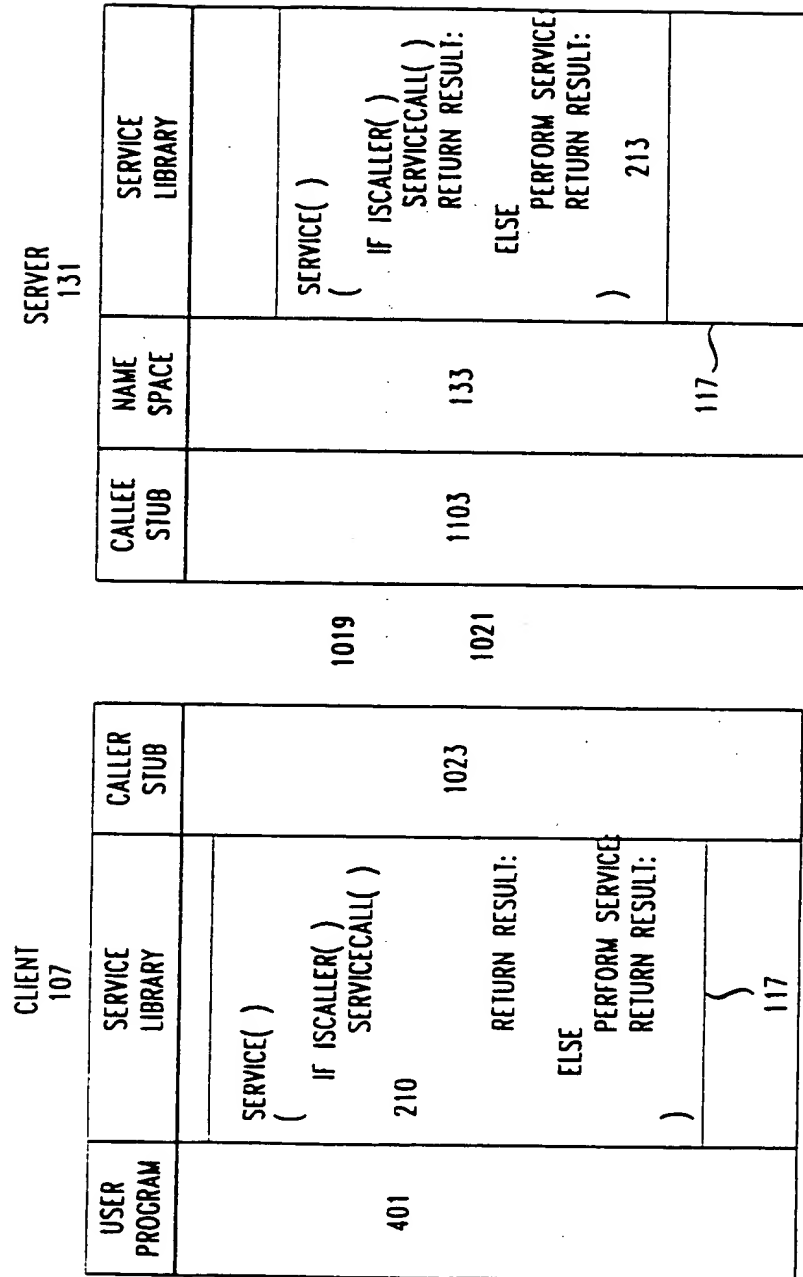 CLIENT
107
USER
PROGRAM
SERVICE
LIBRARY
CALLER
STUB
401
SERVICE( )
(
IF ISCALLER( )
SERVICECALL( )
210
RETURN RESULT:
ELSE
PERFORM SERVICE:
RETURN RESULT:
)
117
1023
1019
1021
SERVER
131
CALLEE
STUB
NAME
SPACE
SERVICE
LIBRARY
1103
133
117
SERVICE( )
(
IF ISCALLER( )
SERVICECALL( )
RETURN RESULT:
ELSE
PERFORM SERVICE:
RETURN RESULT:
)
213